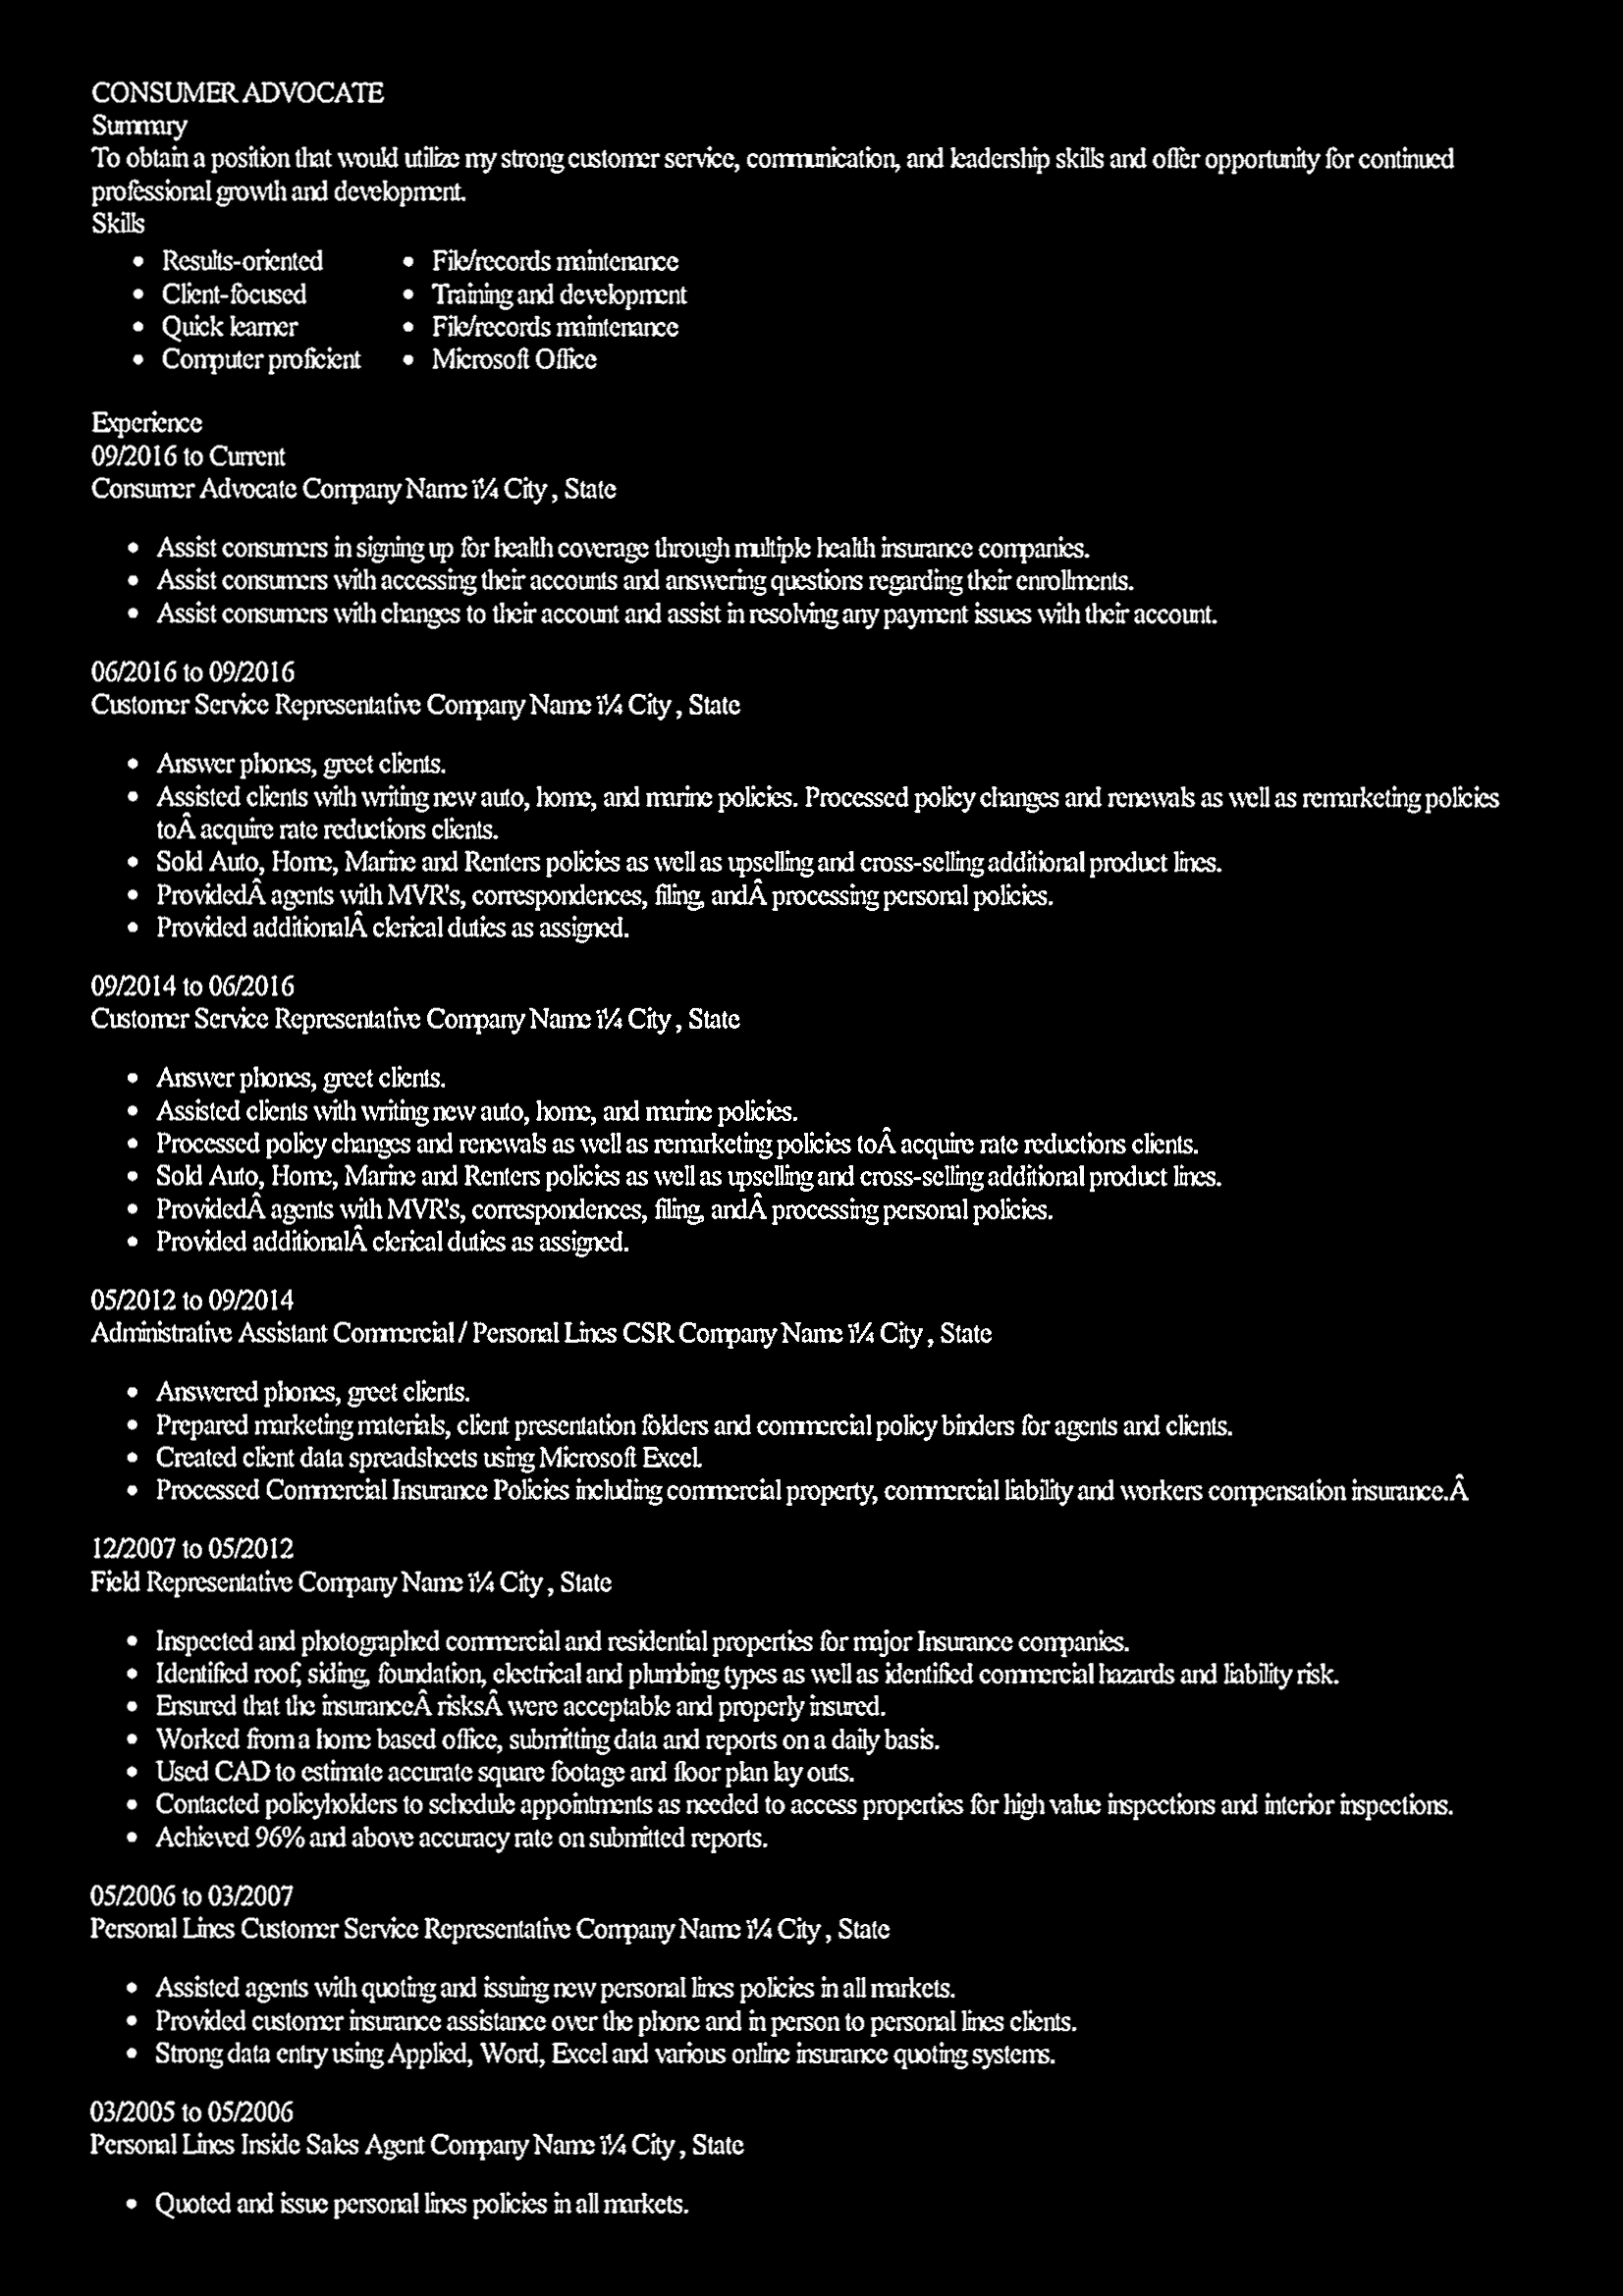 CONSUMER ADVOCATE
Summary
To obtain a position that would utilize my strong customer service, communication, and leadership skills and offer opportunity for continued
professional growth and development.
Skills
• Results-oriented • File/records maintenance
• Client-focused • Training and development
• Quick learner • File/records maintenance
• Computer proficient • Microsoft Office
Experience
09/2016 to Current
Consumer Advocate Company Name ï¼ City , State
• Assist consumers in signing up for health coverage through multiple health insurance companies.
• Assist consumers with accessing their accounts and answering questions regarding their enrollments.
• Assist consumers with changes to their account and assist in resolving any payment issues with their account.
06/2016 to 09/2016
Customer Service Representative Company Name ï¼ City , State
• Answer phones, greet clients.
• Assisted clients with writing new auto, home, and marine policies. Processed policy changes and renewals as well as remarketing policies
toÂ acquire rate reductions clients.
• Sold Auto, Home, Marine and Renters policies as well as upselling and cross-selling additional product lines.
• ProvidedÂ agents with MVR's, correspondences, filing, andÂ processing personal policies.
• Provided additionalÂ clerical duties as assigned.
09/2014 to 06/2016
Customer Service Representative Company Name ï¼ City , State
• Answer phones, greet clients.
• Assisted clients with writing new auto, home, and marine policies.
• Processed policy changes and renewals as well as remarketing policies toÂ acquire rate reductions clients.
• Sold Auto, Home, Marine and Renters policies as well as upselling and cross-selling additional product lines.
• ProvidedÂ agents with MVR's, correspondences, filing, andÂ processing personal policies.
• Provided additionalÂ clerical duties as assigned.
05/2012 to 09/2014
Administrative Assistant Commercial / Personal Lines CSR Company Name ï¼ City , State
• Answered phones, greet clients.
• Prepared marketing materials, client presentation folders and commercial policy binders for agents and clients.
• Created client data spreadsheets using Microsoft Excel.
• Processed Commercial Insurance Policies including commercial property, commercial liability and workers compensation insurance.Â
12/2007 to 05/2012
Field Representative Company Name ï¼ City , State
• Inspected and photographed commercial and residential properties for major Insurance companies.
• Identified roof, siding, foundation, electrical and plumbing types as well as identified commercial hazards and liability risk.
• Ensured that the insuranceÂ risksÂ were acceptable and properly insured.
• Worked from a home based office, submitting data and reports on a daily basis.
• Used CAD to estimate accurate square footage and floor plan lay outs.
• Contacted policyholders to schedule appointments as needed to access properties for high value inspections and interior inspections.
• Achieved 96% and above accuracy rate on submitted reports.
05/2006 to 03/2007
Personal Lines Customer Service Representative Company Name ï¼ City , State
• Assisted agents with quoting and issuing new personal lines policies in all markets.
• Provided customer insurance assistance over the phone and in person to personal lines clients.
• Strong data entry using Applied, Word, Excel and various online insurance quoting systems.
03/2005 to 05/2006
Personal Lines Inside Sales Agent Company Name ï¼ City , State
• Quoted and issue personal lines policies in all markets.